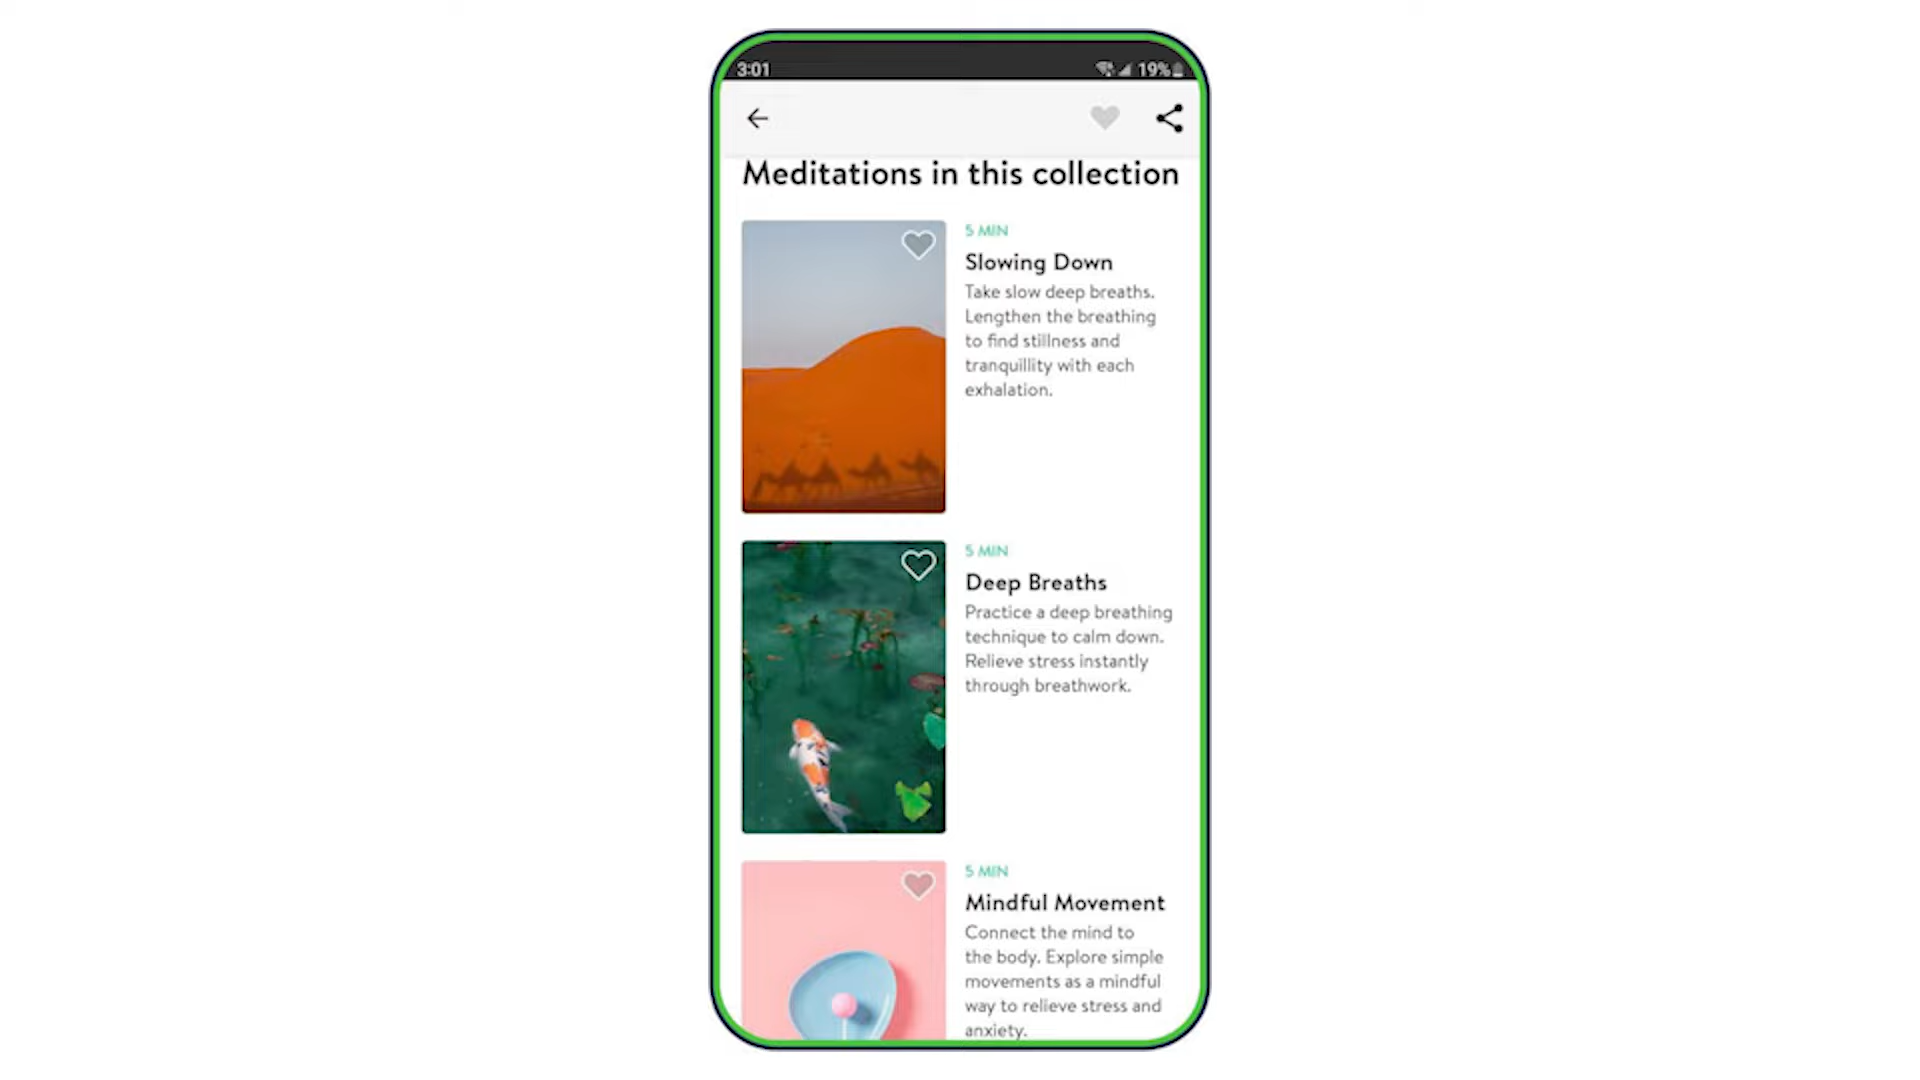 3:01
19%
Meditations in this collection
5 MIN
Slowing Down
Take slow deep breaths.
Lengthen the breathing
to find stillness and
tranquillity with each
exhalation.
5 MIN
Deep Breaths
Practice a deep breathing
technique to calm down.
Relieve stress instantly
through breathwork.
5 MIN
Mindful Movement
Connect the mind to
the body. Explore simple
movements as a mindful
way to relieve stress and
anxiety.